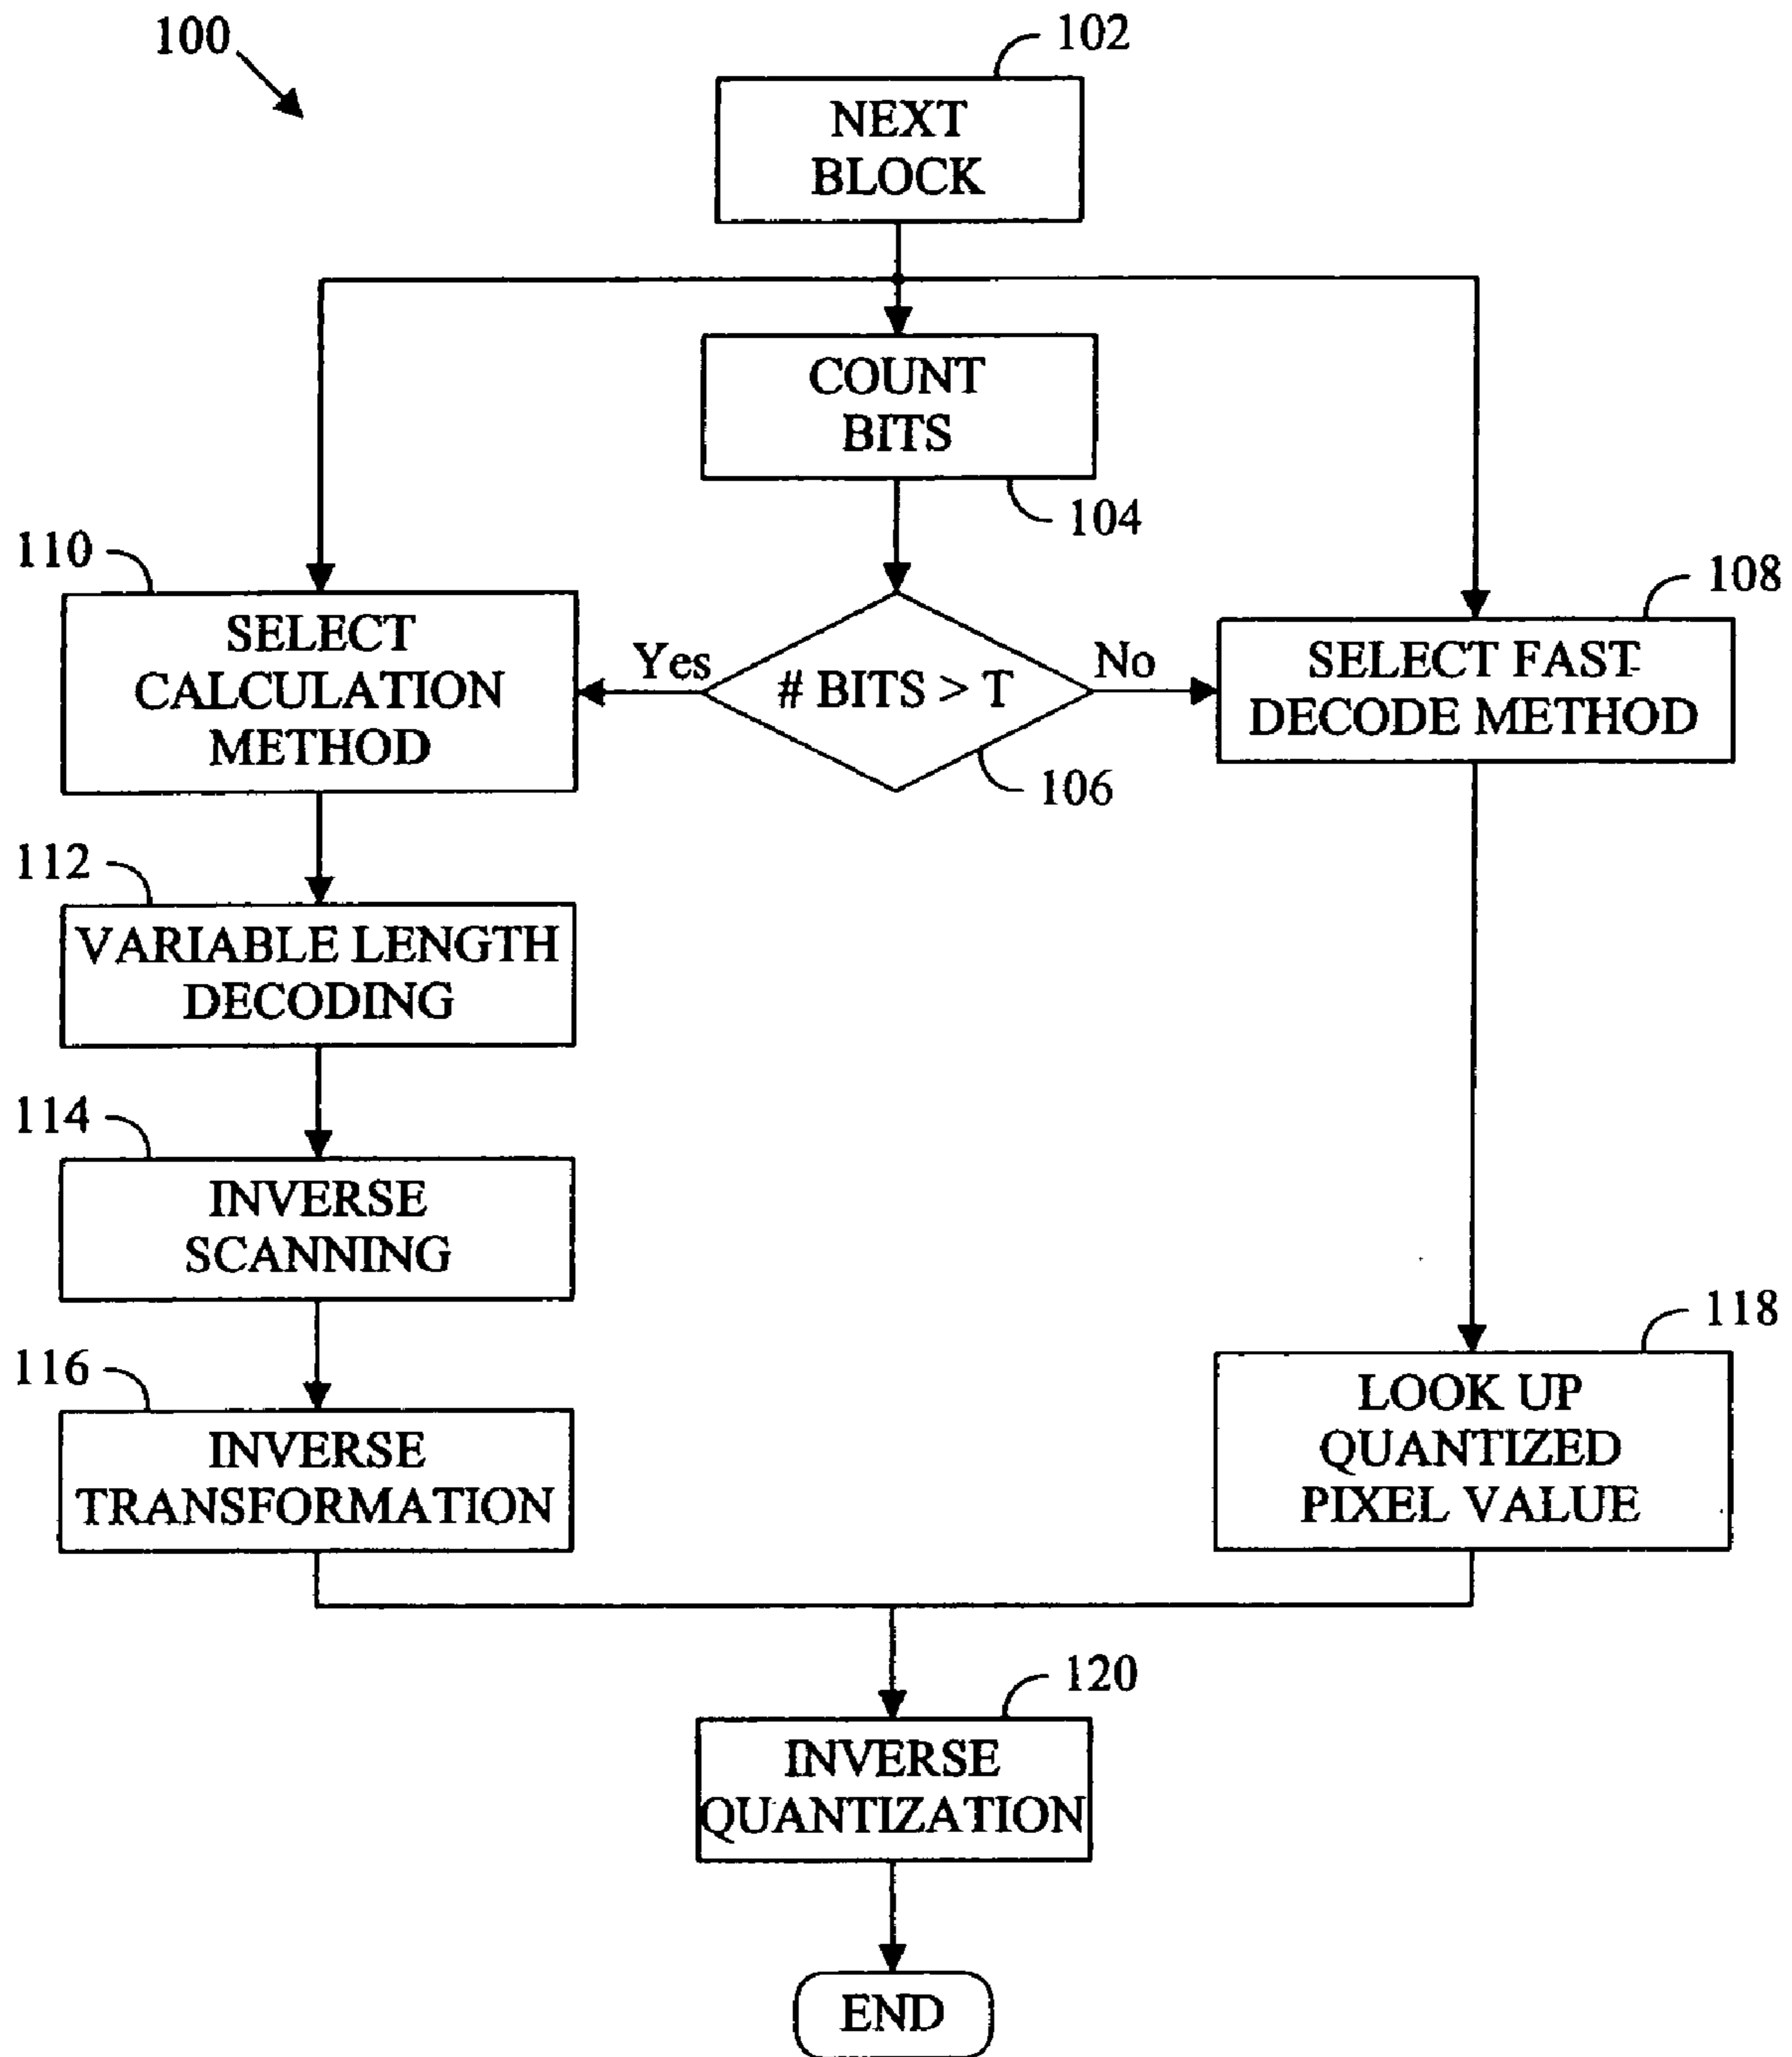 100
102
NEXT
BLOCK
COUNT
BITS
104
110
108
SELECT
CALCULATION
METHOD
Yes
# BITS > T
No
SELECT FAST
DECODE METHOD
106
112
VARIABLE LENGTH
DECODING
114
INVERSE
SCANNING
116
118
INVERSE
TRANSFORMATION
LOOK UP
QUANTIZED
PIXEL VALUE
120
INVERSE
QUANTIZATION
END